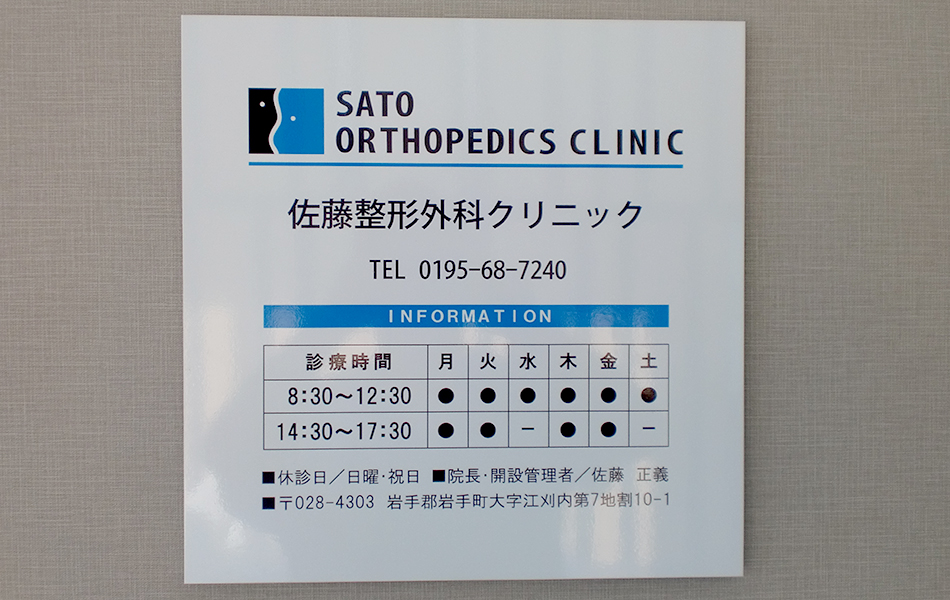 SATO
ORTHOPEDICS CLINIC
佐藤整形外科クリニック
TEL 0195-68-7240
INFORMATION
診療時間 月 火 水 木 金 土
8:30〜12:30 ● ● ● ● ● ●
14:30〜17:30 ● ● − ● ● −
■休診日／日曜・祝日 ■院長・開設管理者／佐藤 正義
■〒028-4303 岩手郡岩手町大字江刈内第7地割10-1